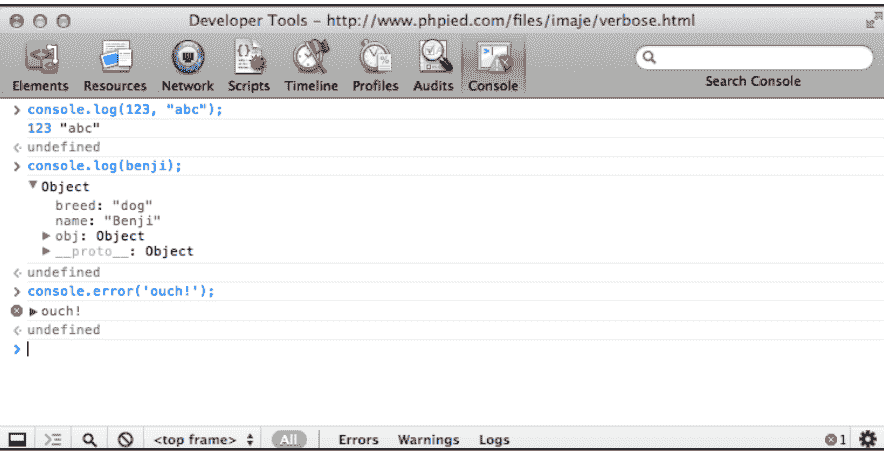 Developer Tools – http://www.phpied.com/files/imaje/verbose.html
Elements Resources Network Scripts Timeline Profiles Audits Console Search Console
> console.log(123, "abc");
123 "abc"
< undefined
> console.log(benji);
▼Object
breed: "dog"
name: "Benji"
▶ obj: Object
▶ __proto__: Object
< undefined
> console.error('ouch!');
▶ ouch!
< undefined
>
<top frame> All Errors Warnings Logs 1